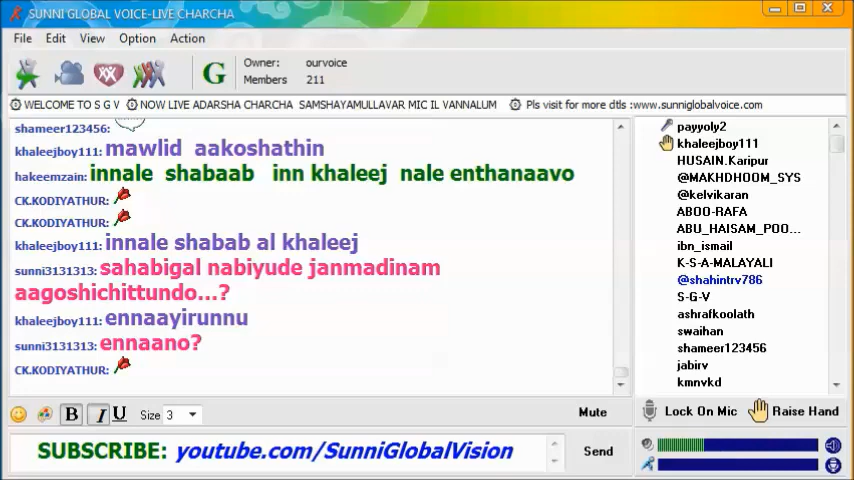 SUNNI GLOBAL VOICE-LIVE CHARCHA
File Edit View Option Action
G
Owner: ourvoice
Members 211
WELCOME TO S G V NOW LIVE ADARSHA CHARCHA SAMSHAYAMULLAVAR MIC IL VANNALUM Pls visit for more dtls :www.sunniglobalvoice.com
shameer123456:
khaleejboy111: mawlid aakoshathin
hakeemzain: innale shabaab inn khaleej nale enthanaavo
CK.KODIYATHUR:
CK.KODIYATHUR:
khaleejboy111: innale shabab al khaleej
sunni3131313: sahabigal nabiyude janmadinam
aagoshichittundo...?
khaleejboy111: ennaayirunnu
sunni3131313: ennaano?
CK.KODIYATHUR:
payyoly2
khaleejboy111
HUSAIN.Karipur
@MAKHDHOOM_SYS
@kelvikaran
ABOO-RAFA
ABU_HAISAM_POO...
ibn_ismail
K-S-A-MALAYALI
@shahintrv786
S-G-V
ashrafkoolath
swaihan
shameer123456
jabirv
kmnvkd
B I U Size 3 Mute
Lock On Mic Raise Hand
SUBSCRIBE: youtube.com/SunniGlobalVision
Send